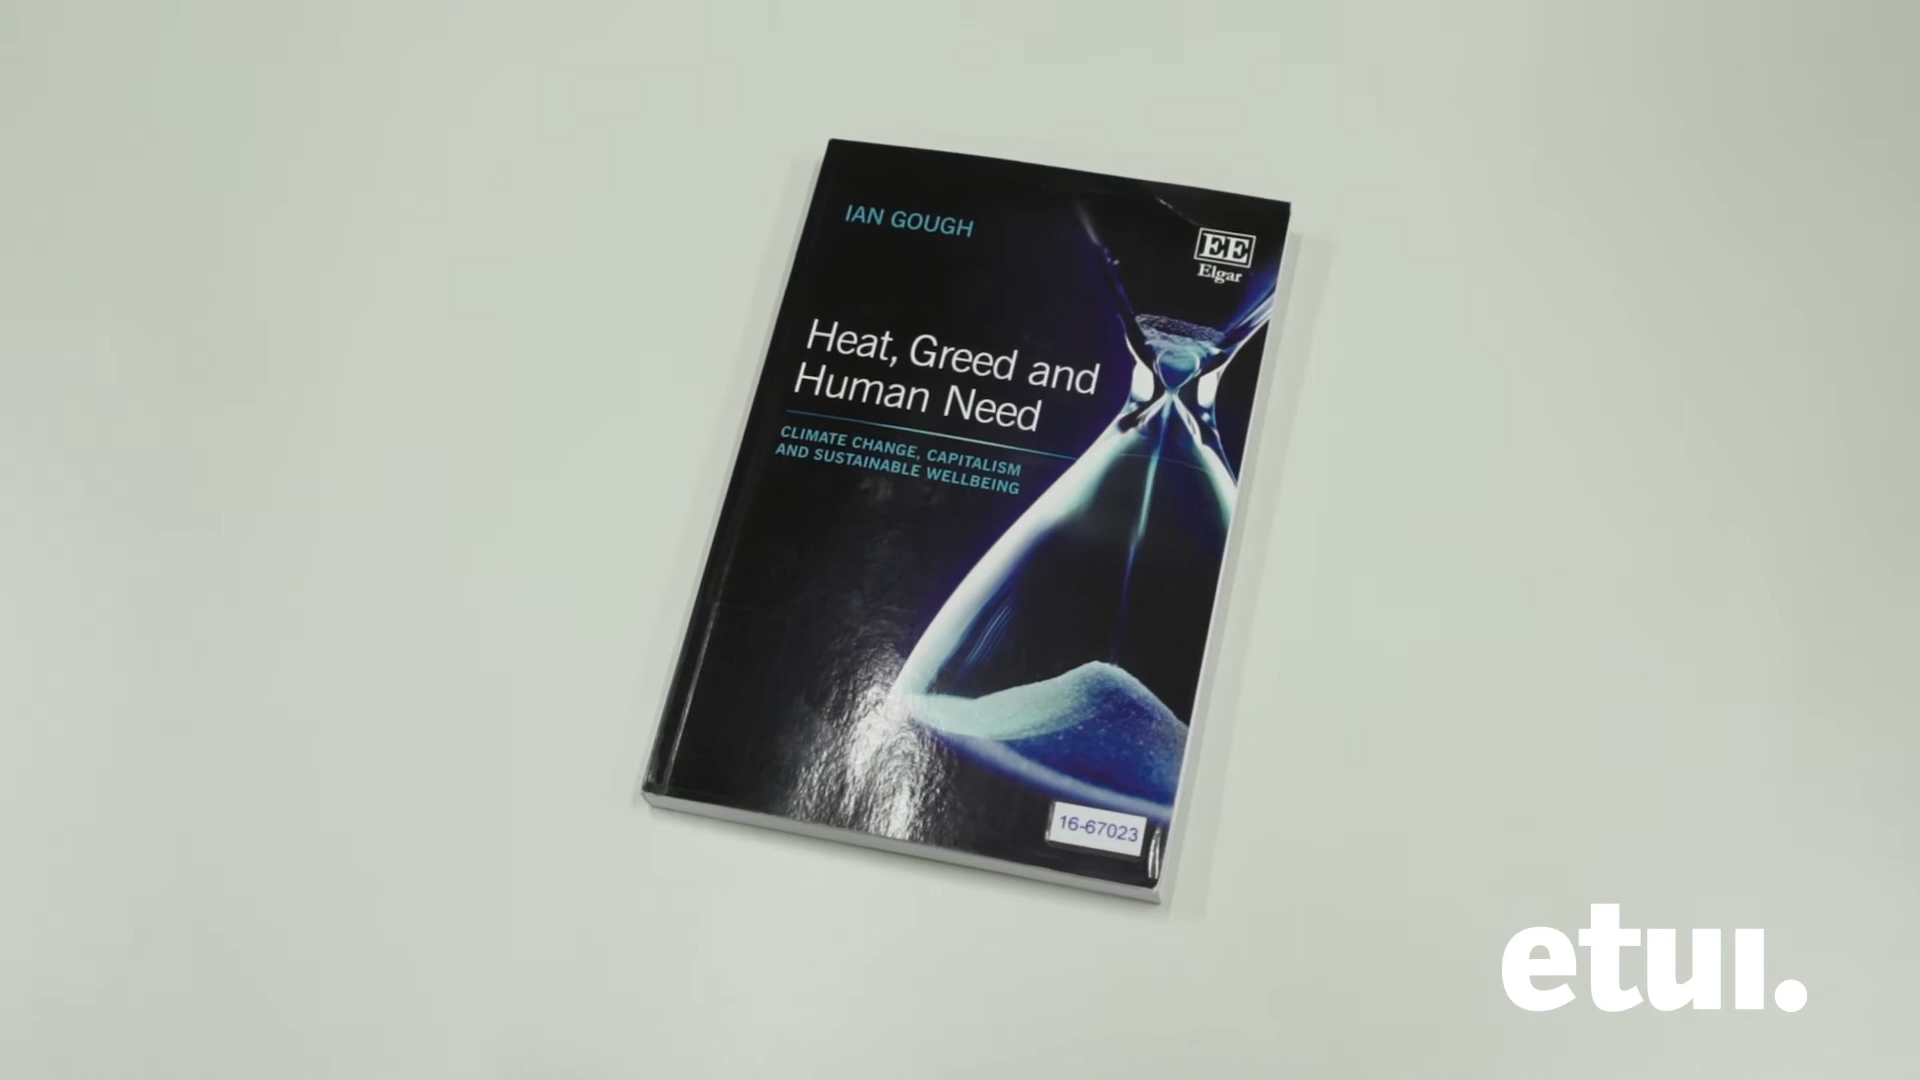 IAN GOUGH
EE
Elgar
Heat, Greed and
Human Need
CLIMATE CHANGE, CAPITALISM
AND SUSTAINABLE WELLBEING
16-67023
etui.